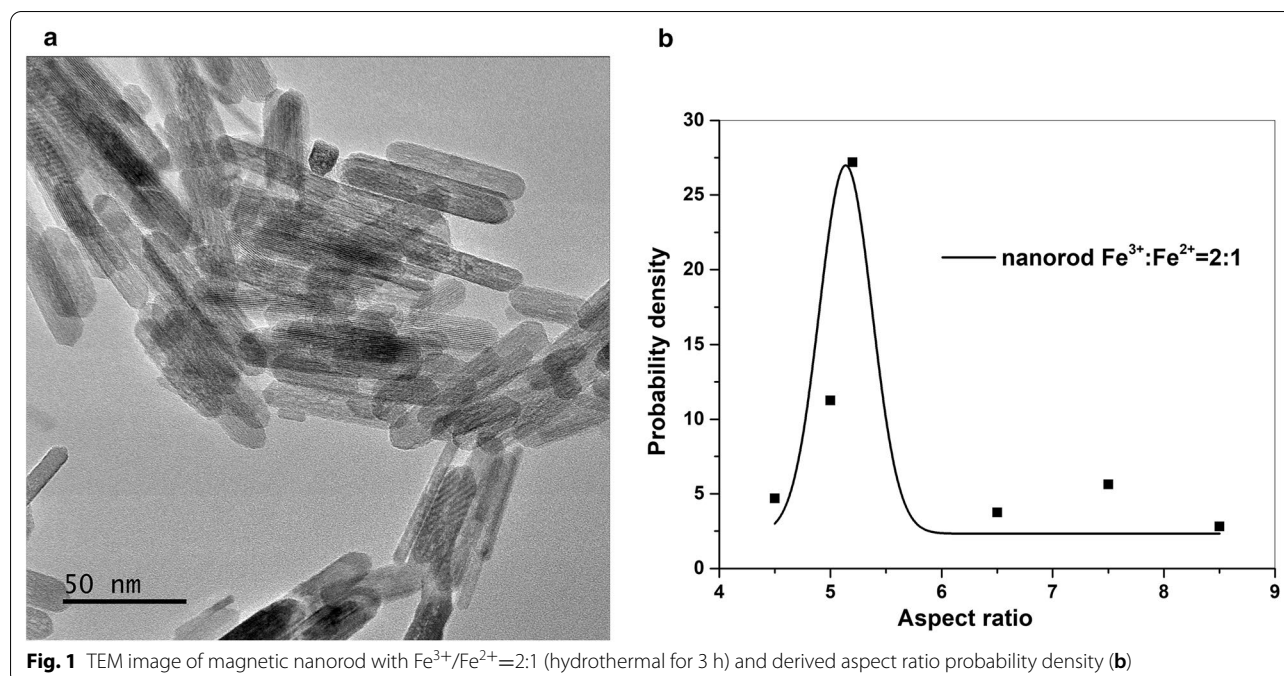 a
50 nm
b
30
25
20
15
10
5
0
Probability density
nanorod Fe³⁺:Fe²⁺=2:1
4 5 6 7 8 9
Aspect ratio
Fig. 1 TEM image of magnetic nanorod with Fe³⁺/Fe²⁺=2:1 (hydrothermal for 3 h) and derived aspect ratio probability density (b)